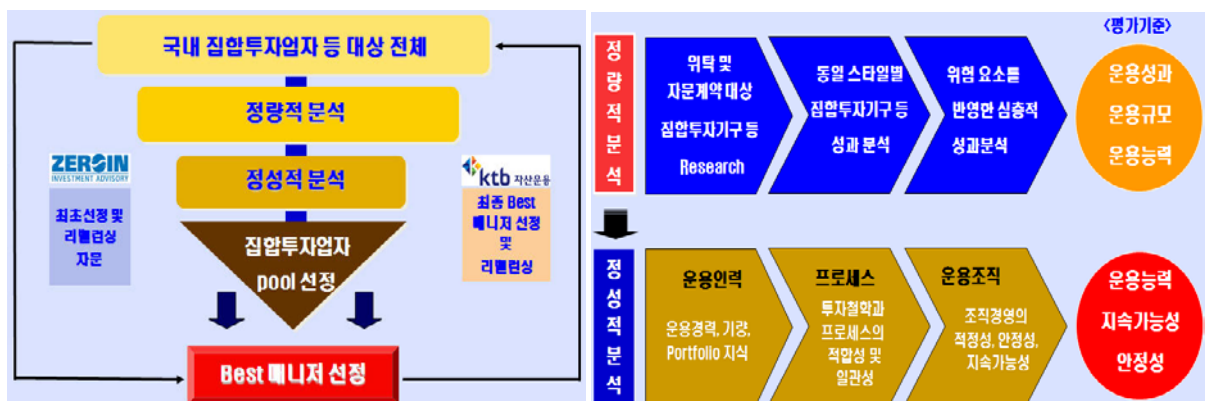 국내 집합투자업자 등 대상 전체
정량적 분석
정성적 분석
ZEROIN
INVESTMENT ADVISORY
최초선정 및
리밸런싱
자문
ktb 자산운용
최종 Best
매니저 선정
및
리밸런싱
집합투자업자
pool 선정
Best 매니저 선정
정
량
적
분
석
위탁 및
자문계약 대상
집합투자기구 등
Research
동일 스타일별
집합투자기구 등
성과 분석
위험 요소를
반영한 심층적
성과분석
<평가기준>
운용성과
운용규모
운용능력
정
성
적
분
석
운용인력
운용경력, 기량,
Portfolio 지식
프로세스
투자철학과
프로세스의
적합성 및
일관성
운용조직
조직경영의
적정성, 안정성,
지속가능성
운용능력
지속가능성
안정성